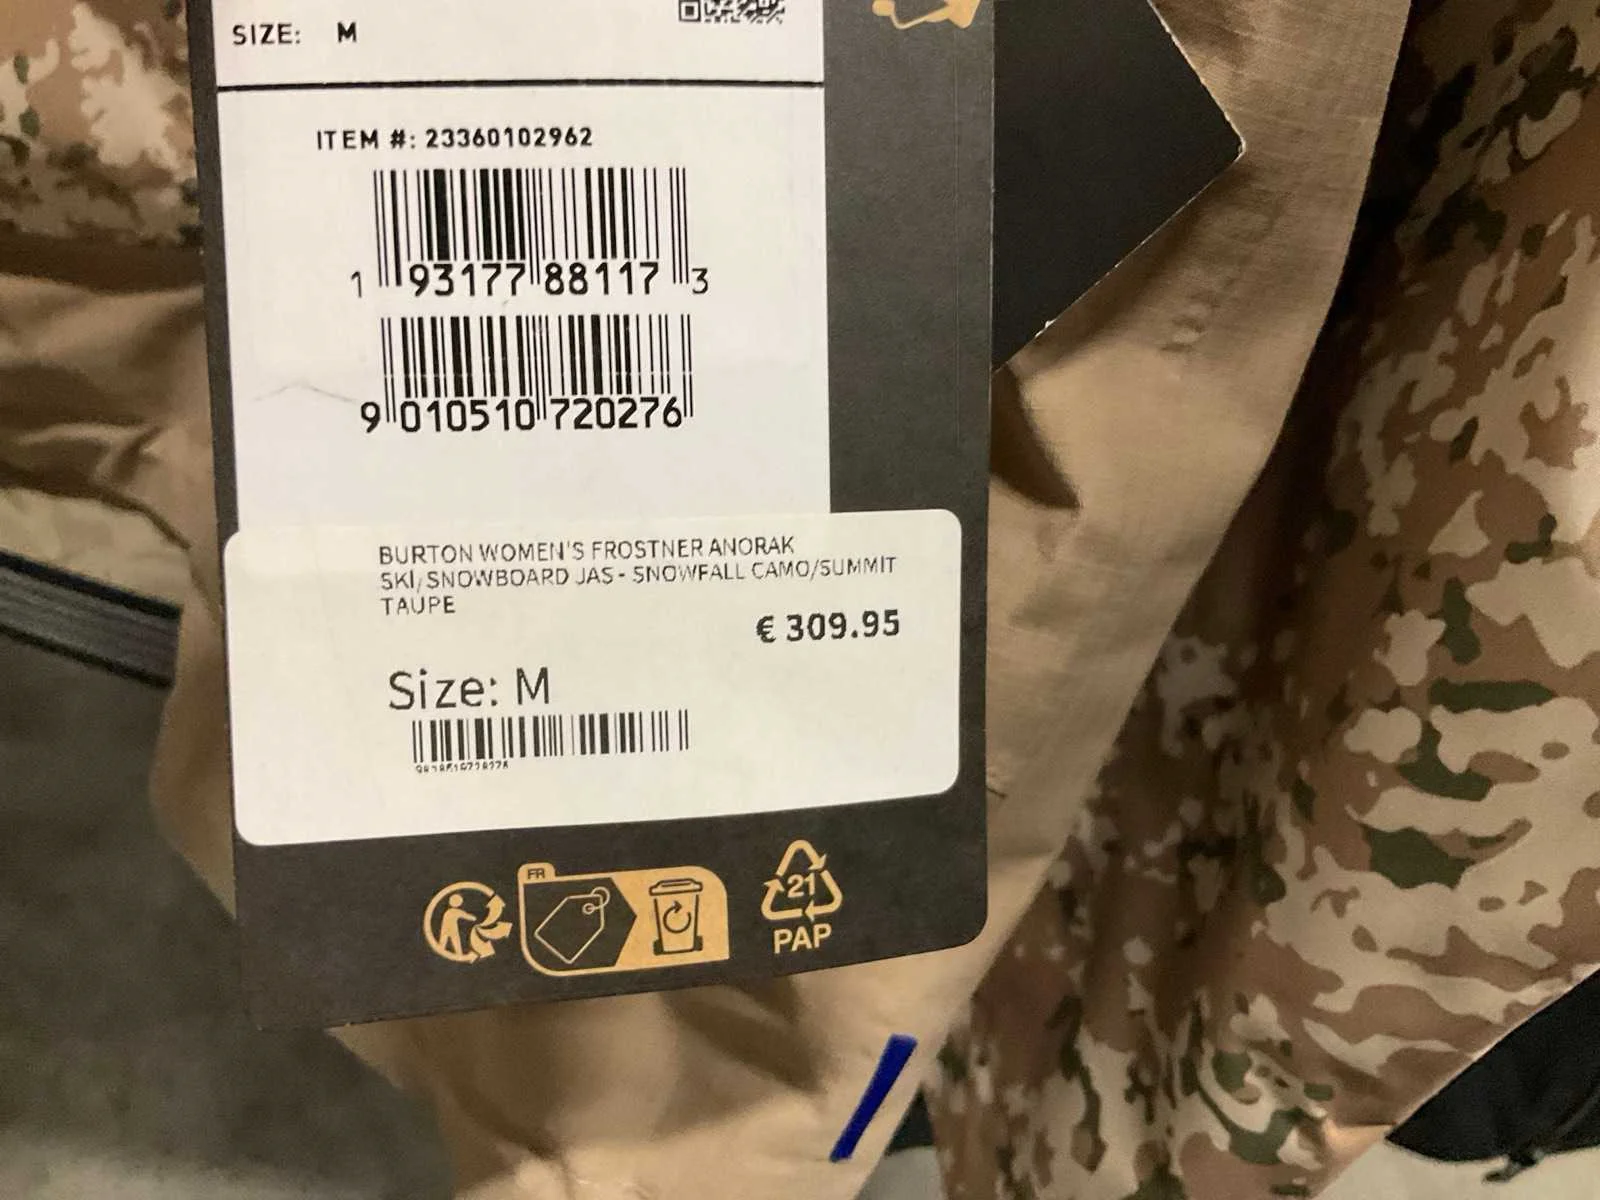 SIZE: M
ITEM #: 23360102962
1 93177 88117 3
9 010510 720276
BURTON WOMEN'S FROSTNER ANORAK
SKI/SNOWBOARD JAS - SNOWFALL CAMO/SUMMIT
TAUPE
€ 309.95
Size: M
FR
21
PAP